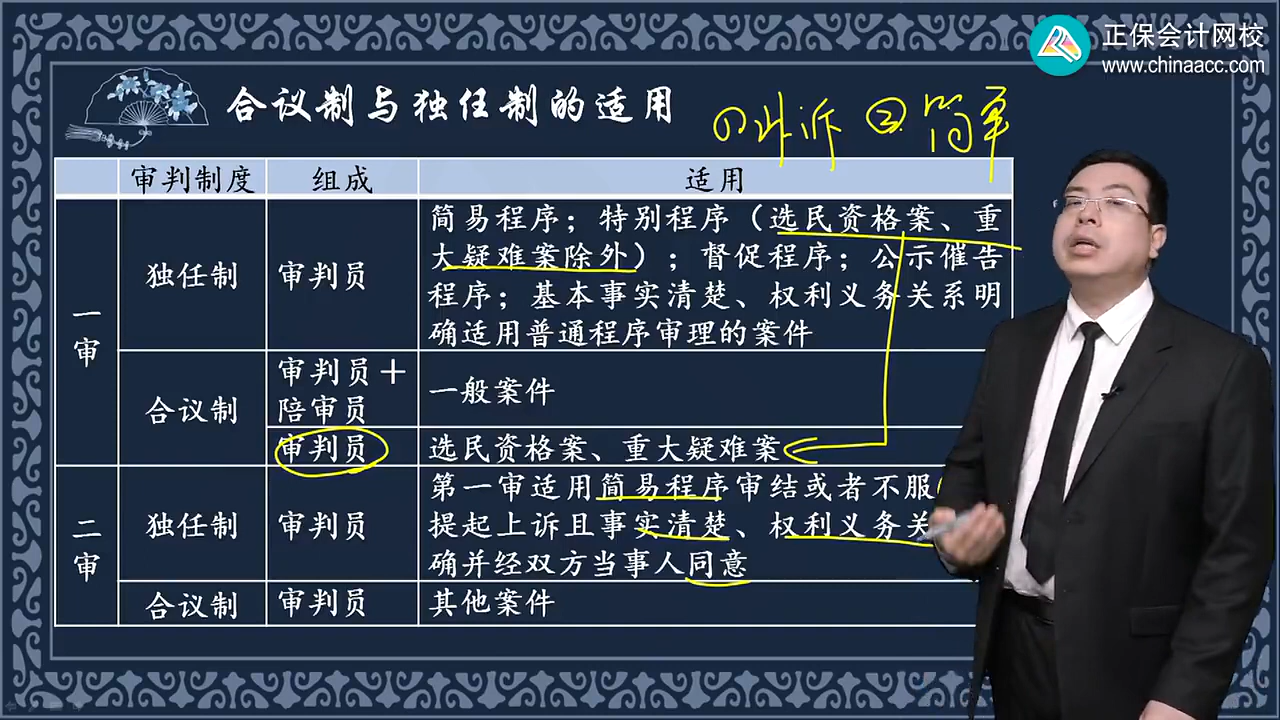 正保会计网校
www.chinaacc.com
合议制与独任制的适用
①非诉 ②简单
审判制度 组成 适用
一审
独任制 审判员
简易程序；特别程序（选民资格案、重
大疑难案除外）；督促程序；公示催告
程序；基本事实清楚、权利义务关系明
确适用普通程序审理的案件
合议制
审判员＋
陪审员
一般案件
审判员 选民资格案、重大疑难案
二审
独任制 审判员
第一审适用简易程序审结或者不服
提起上诉且事实清楚、权利义务关
确并经双方当事人同意
合议制 审判员 其他案件